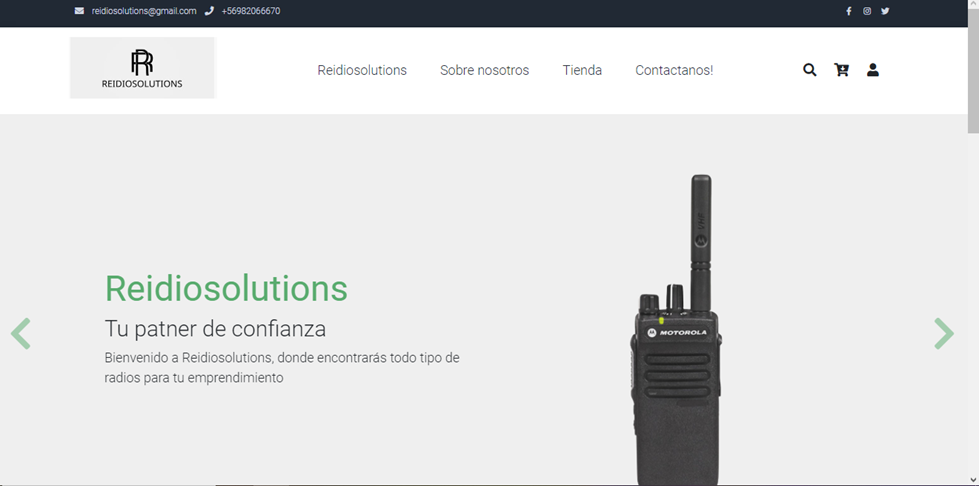 reidiosolutions@gmail.com +56982066670
REIDIOSOLUTIONS
Reidiosolutions Sobre nosotros Tienda Contactanos!
Reidiosolutions
Tu patner de confianza
Bienvenido a Reidiosolutions, donde encontrarás todo tipo de
radios para tu emprendimiento
MOTOROLA